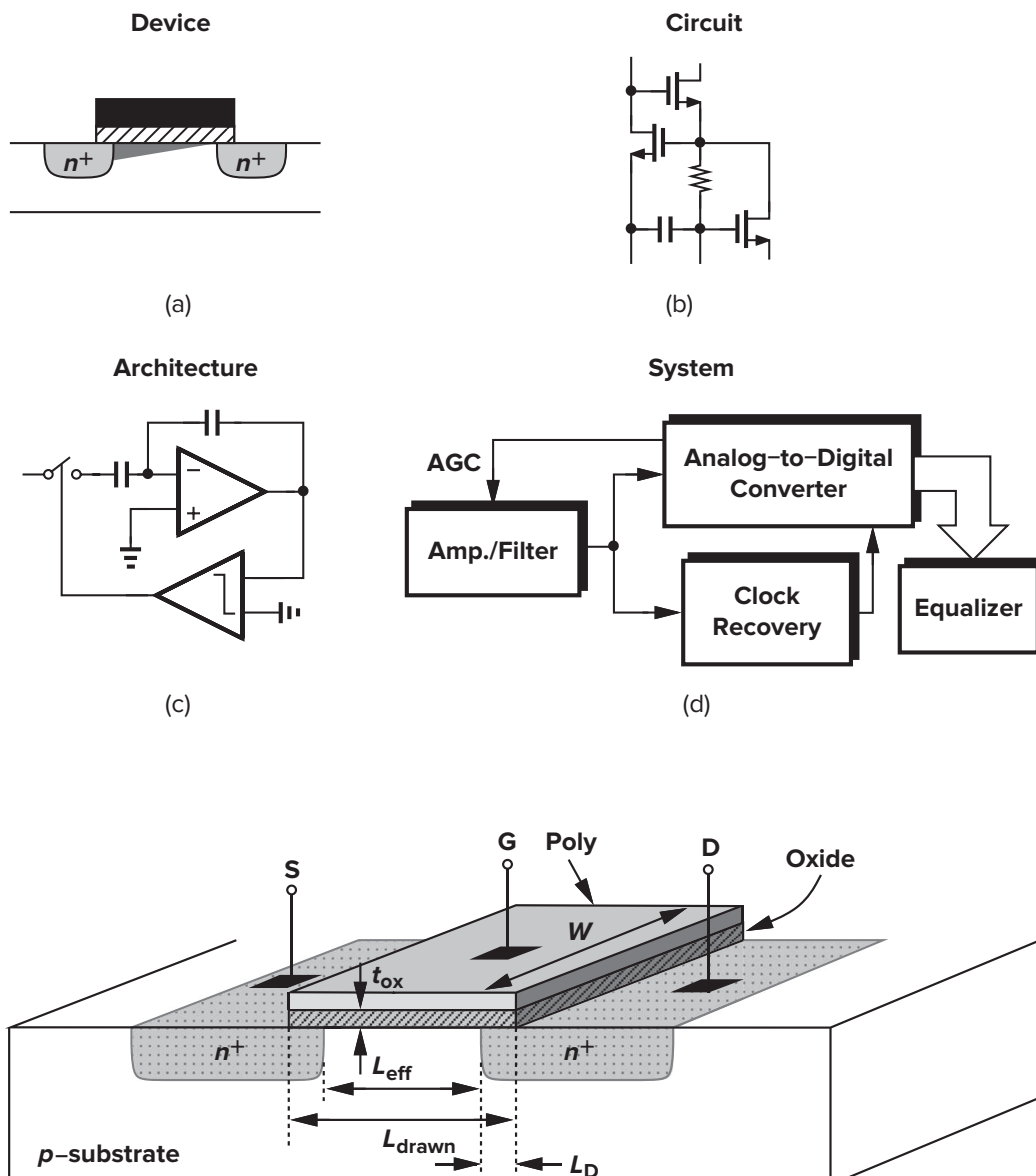 Device
n+
n+
(a)
Circuit
(b)
Architecture
−
+
(c)
System
AGC
Analog–to–Digital
Converter
Amp./Filter
Clock
Recovery
Equalizer
(d)
S
G
Poly
D
Oxide
W
tox
n+
n+
Leff
Ldrawn
LD
p–substrate